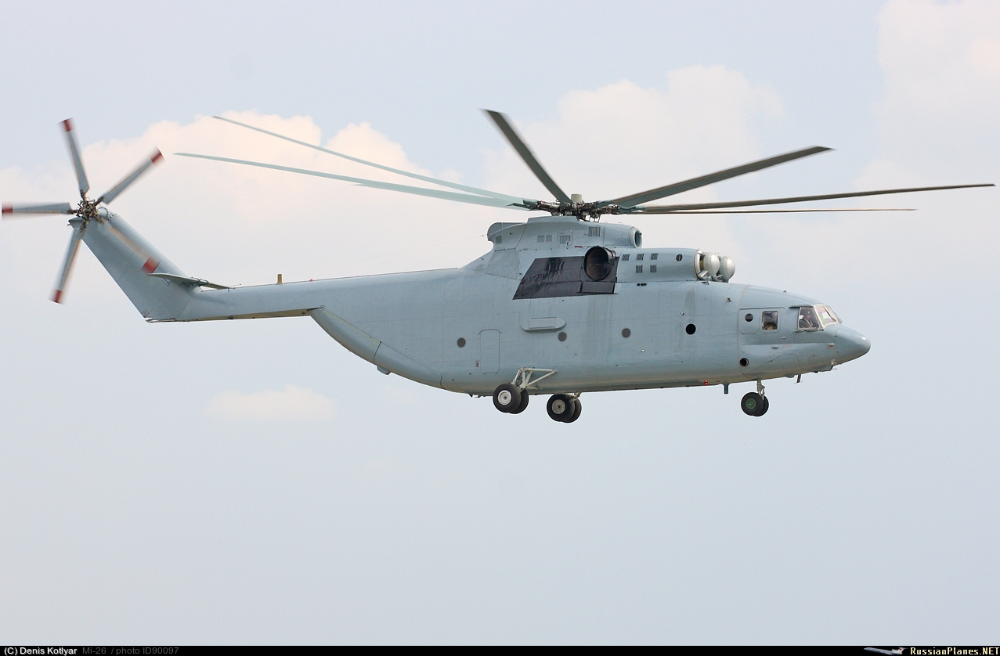 (C) Denis Kotlyar Mi-26 / photo ID90097
RussianPlanes.NET